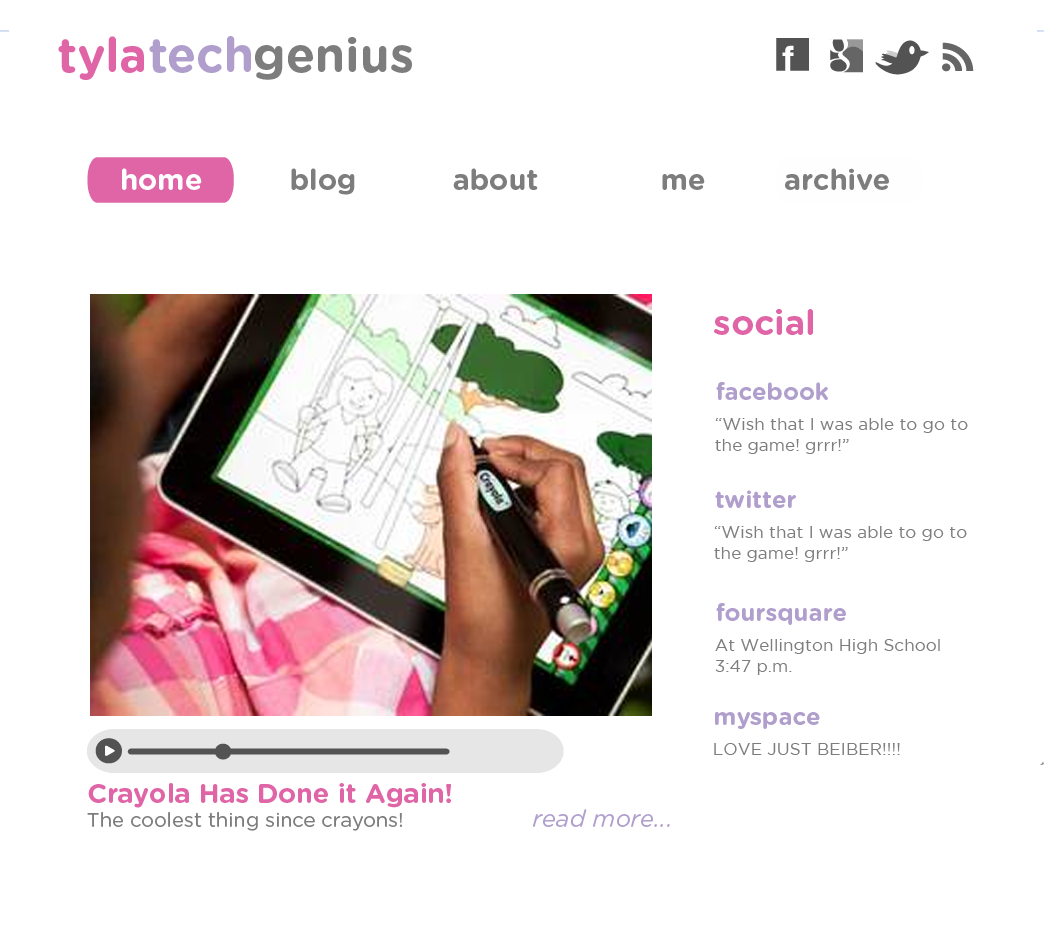 tylatechgenius
home blog about me archive
Crayola
social
facebook
“Wish that I was able to go to
the game! grrr!”
twitter
“Wish that I was able to go to
the game! grrr!”
foursquare
At Wellington High School
3:47 p.m.
myspace
LOVE JUST BEIBER!!!!
Crayola Has Done it Again!
The coolest thing since crayons!
read more...